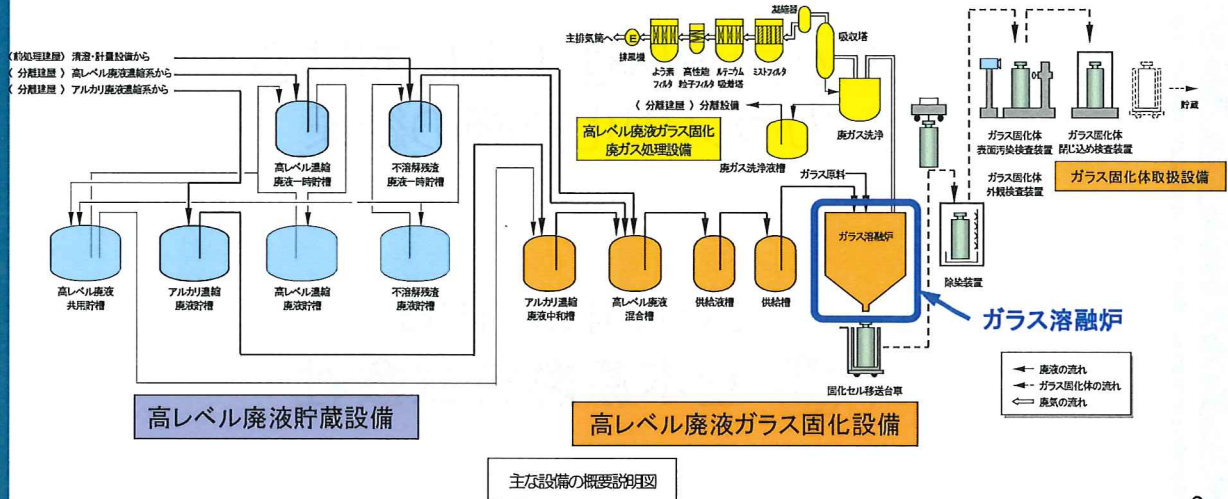 (前処理建屋) 清澄・計量設備から
( 分離建屋 ) 高レベル廃液濃縮系から
( 分離建屋 ) アルカリ廃液濃縮系から
高レベル濃縮
廃液一時貯槽
不溶解残渣
廃液一時貯槽
高レベル廃液
共用貯槽
アルカリ濃縮
廃液貯槽
高レベル濃縮
廃液貯槽
不溶解残渣
廃液貯槽
高レベル廃液貯蔵設備
主排気筒へ
E
排風機
よう素
フィルタ
高性能
粒子フィルタ
ルテニウム
吸着塔
ミストフィルタ
凝縮器
吸収塔
廃ガス洗浄
( 分離建屋 ) 分離設備
廃ガス洗浄液槽
高レベル廃液ガラス固化
廃ガス処理設備
ガラス原料
アルカリ濃縮
廃液中和槽
高レベル廃液
混合槽
供給液槽
供給槽
ガラス溶融炉
固化セル移送台車
高レベル廃液ガラス固化設備
ガラス溶融炉
除染装置
ガラス固化体
表面汚染検査装置
ガラス固化体
外観検査装置
ガラス固化体
閉じ込め検査装置
貯蔵
ガラス固化体取扱設備
廃液の流れ
ガラス固化体の流れ
廃気の流れ
主な設備の概要説明図